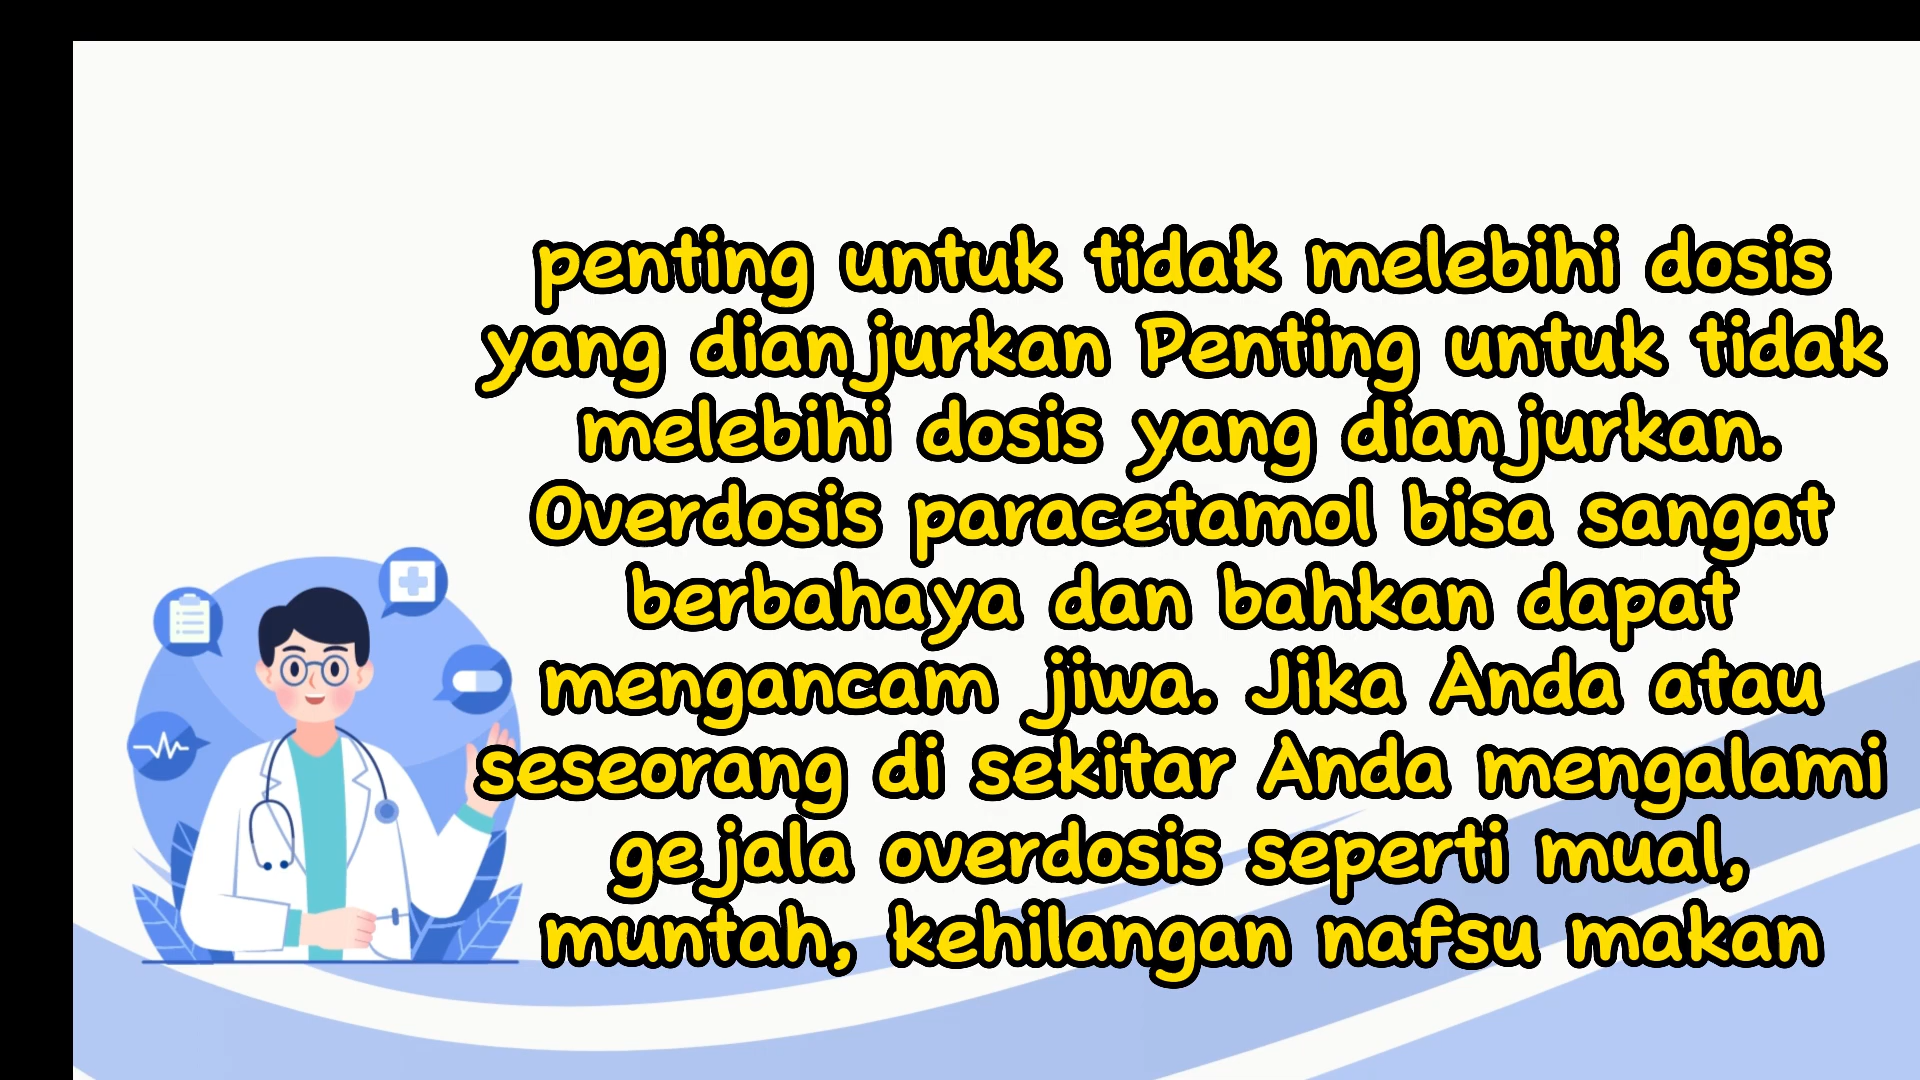 penting untuk tidak melebihi dosis
yang dianjurkan Penting untuk tidak
melebihi dosis yang dianjurkan.
Overdosis paracetamol bisa sangat
berbahaya dan bahkan dapat
mengancam jiwa. Jika Anda atau
seseorang di sekitar Anda mengalami
gejala overdosis seperti mual,
muntah, kehilangan nafsu makan